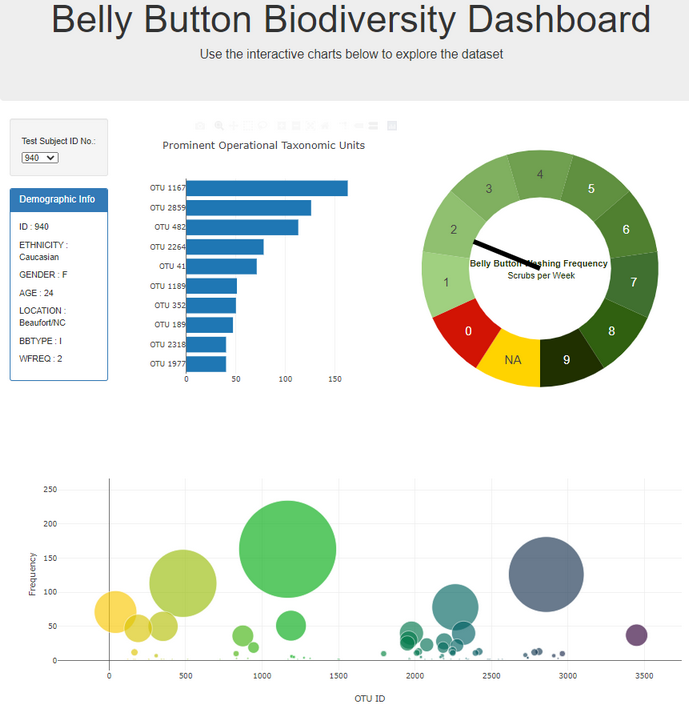 Belly Button Biodiversity Dashboard
Use the interactive charts below to explore the dataset
Test Subject ID No.:
940
Demographic Info
ID : 940
ETHNICITY :
Caucasian
GENDER : F
AGE : 24
LOCATION :
Beaufort/NC
BBTYPE : I
WFREQ : 2
Prominent Operational Taxonomic Units
OTU 1167
OTU 2859
OTU 482
OTU 2264
OTU 41
OTU 1189
OTU 352
OTU 189
OTU 2318
OTU 1977
0 50 100 150
4
3 5
2 6
Belly Button Washing Frequency
Scrubs per Week
1 7
0 8
NA 9
250
200
150
100
50
0
Frequency
0 500 1000 1500 2000 2500 3000 3500
OTU ID